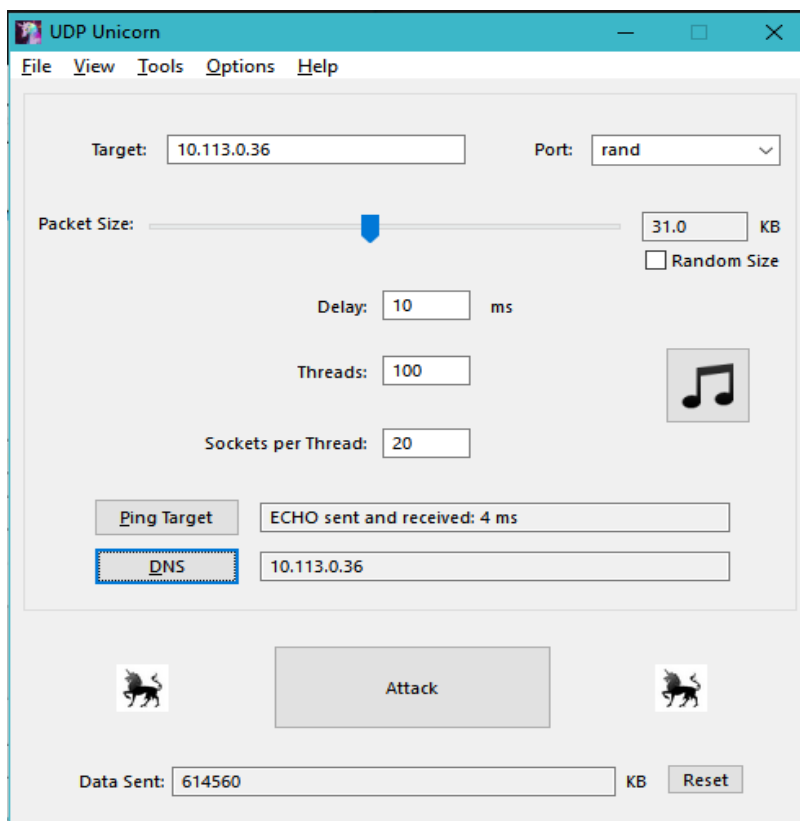 UDP Unicorn
File View Tools Options Help
Target: 10.113.0.36 Port: rand
Packet Size: 31.0 KB
Random Size
Delay: 10 ms
Threads: 100
Sockets per Thread: 20
Ping Target ECHO sent and received: 4 ms
DNS 10.113.0.36
Attack
Data Sent: 614560 KB Reset